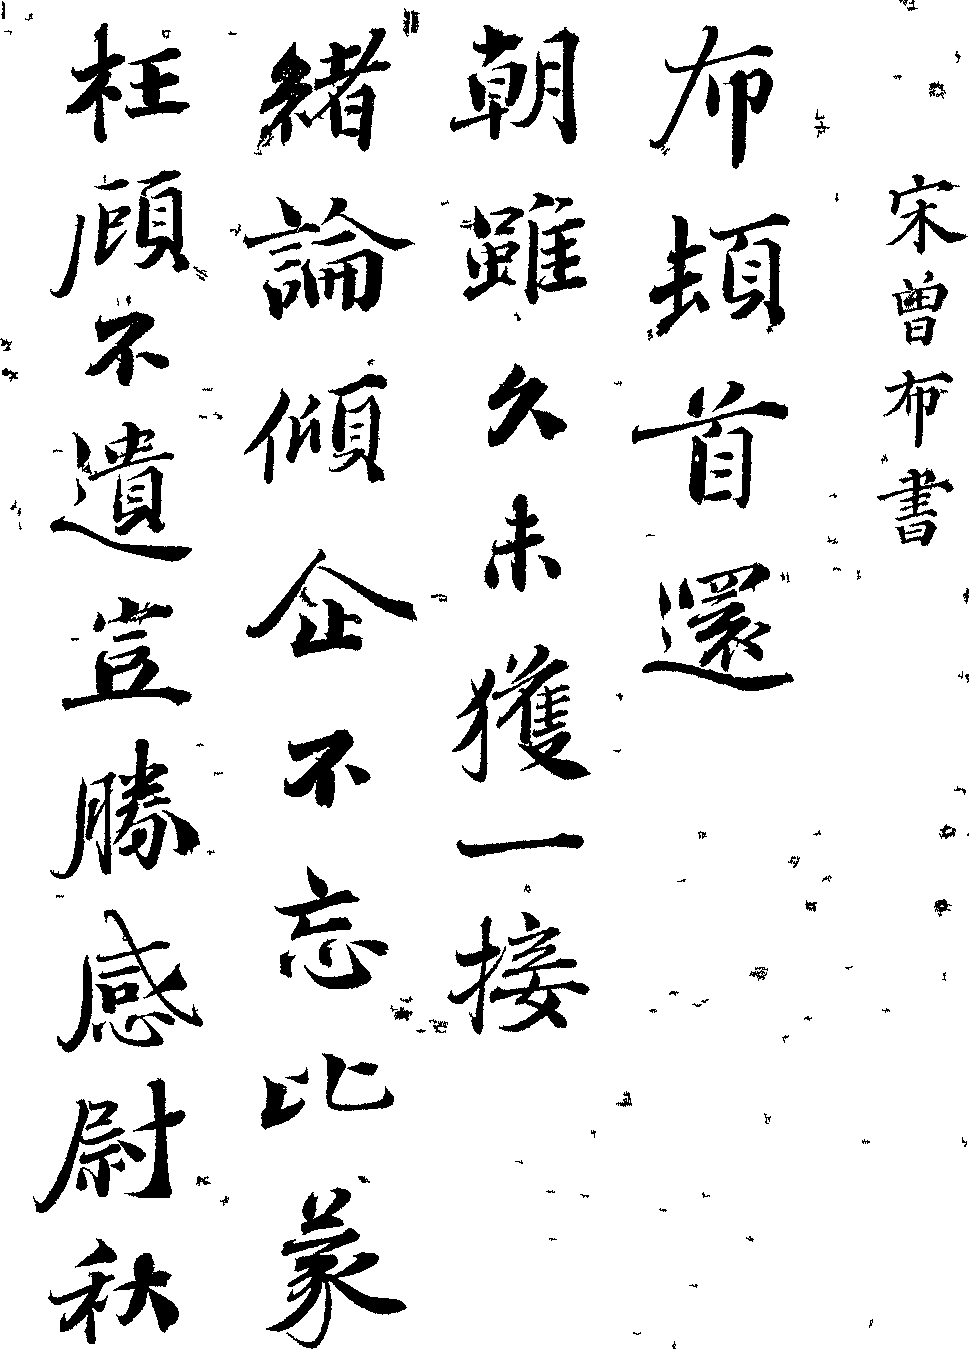 宋曾布書
布頓首還
朝雖久未獲一接
緒論傾企不忘比蒙
枉顧不遺豈勝感尉秋